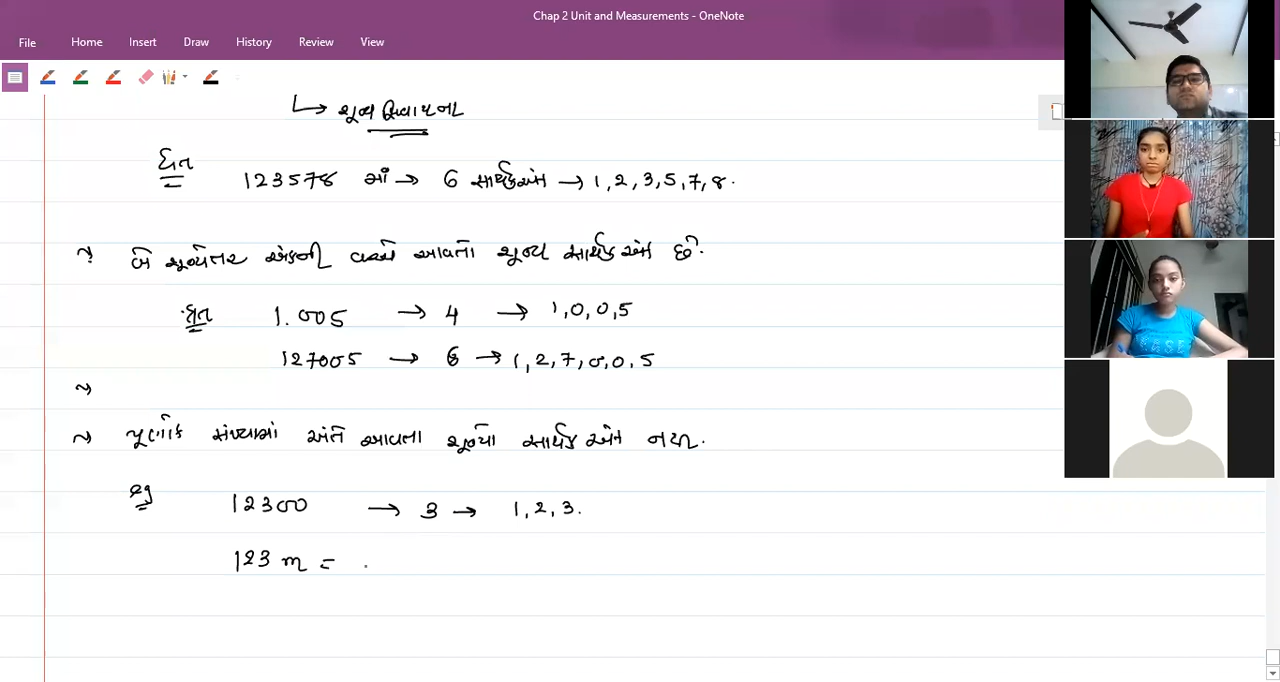 Chap 2 Unit and Measurements - OneNote
File Home Insert Draw History Review View
↳ શૂન્ય સિવાયના
દા.ત 123578 માં → 6 સાર્થક અંક → 1, 2, 3, 5, 7, 8.
~ બે શૂન્યેતર અંકની વચ્ચે આવતા શૂન્ય સાર્થક અંક છે.
દા.ત 1.005 → 4 → 1, 0, 0, 5
127005 → 6 → 1, 2, 7, 0, 0, 5
~
~ પૂર્ણાંક સંખ્યામાં અંતે આવતા શૂન્યો સાર્થક અંક નથી.
eg 12300 → 3 → 1, 2, 3.
123 m =